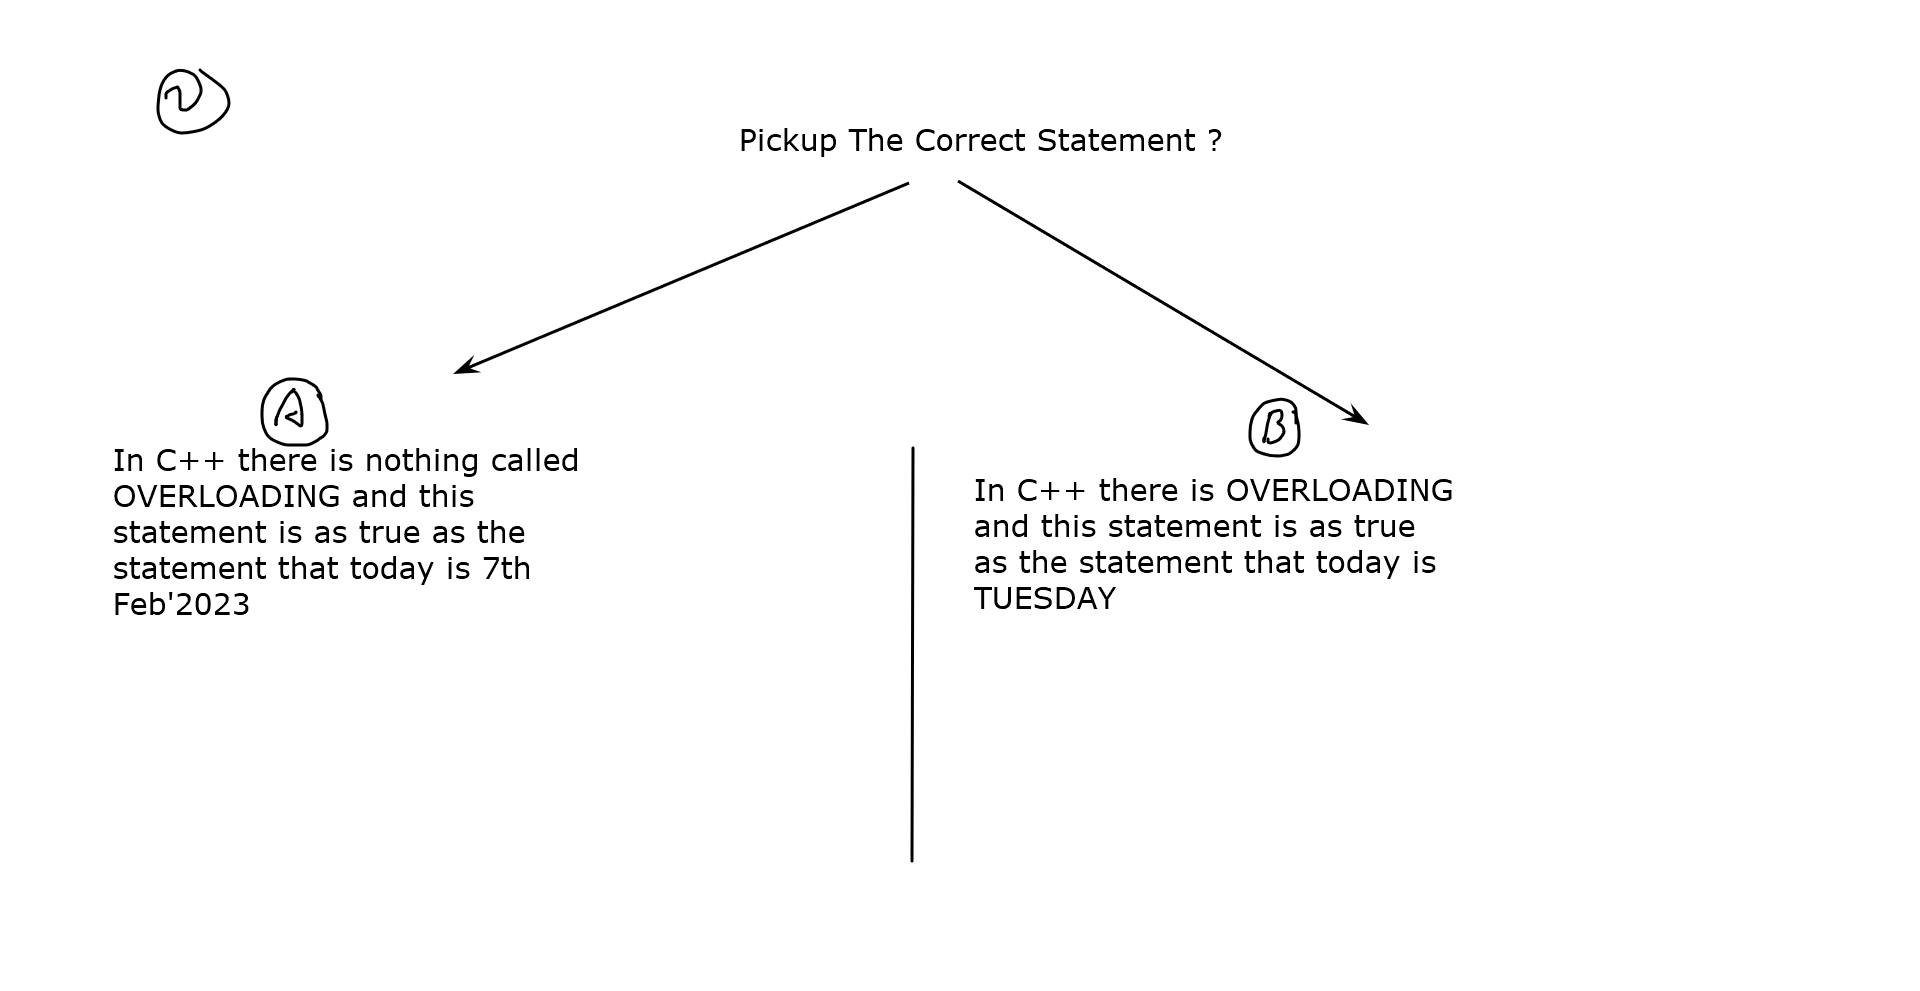 2
Pickup The Correct Statement ?
A
In C++ there is nothing called
OVERLOADING and this
statement is as true as the
statement that today is 7th
Feb'2023
B
In C++ there is OVERLOADING
and this statement is as true
as the statement that today is
TUESDAY